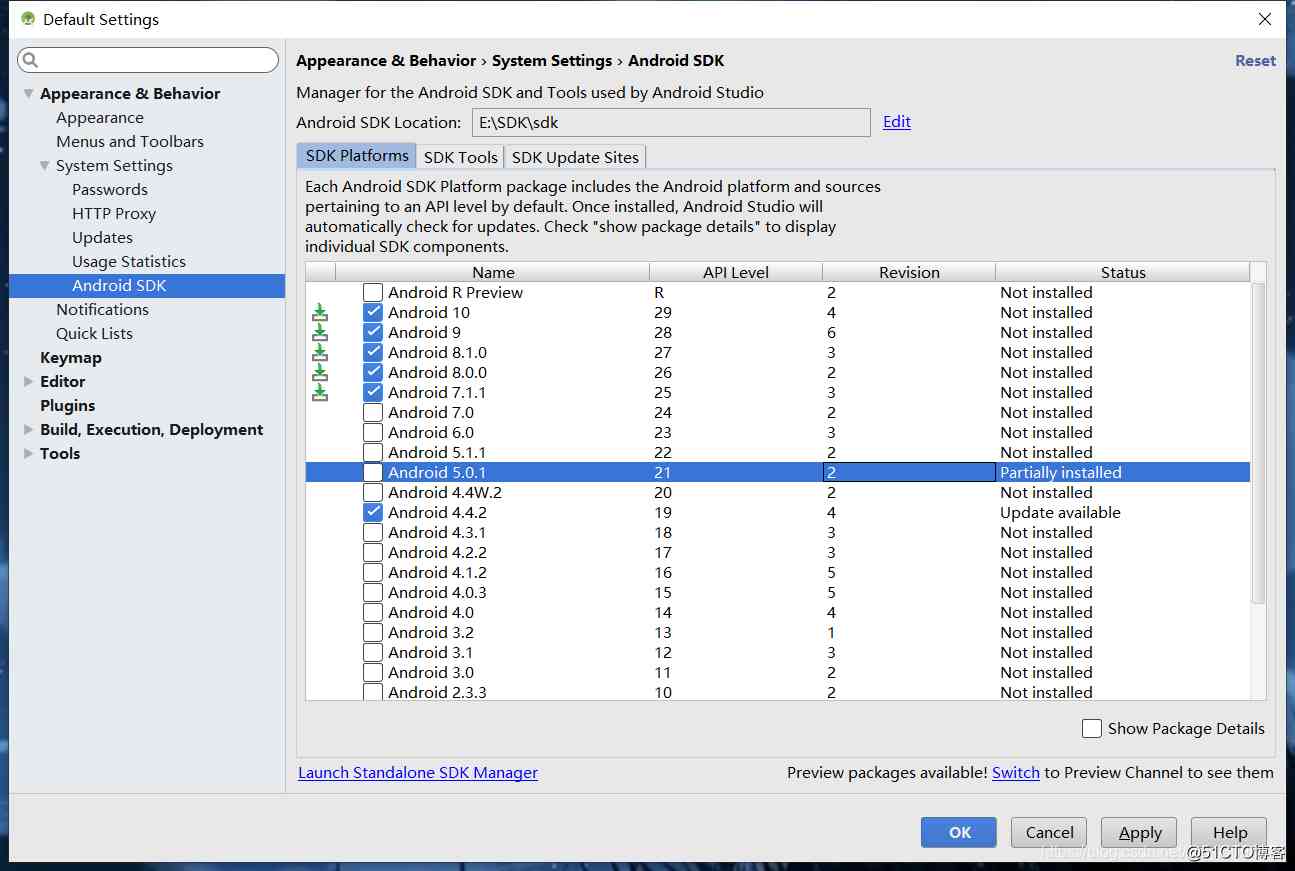 Default Settings
Appearance & Behavior › System Settings › Android SDK
Reset
Appearance & Behavior
Appearance
Menus and Toolbars
System Settings
Passwords
HTTP Proxy
Updates
Usage Statistics
Android SDK
Notifications
Quick Lists
Keymap
Editor
Plugins
Build, Execution, Deployment
Tools
Manager for the Android SDK and Tools used by Android Studio
Android SDK Location: E:\SDK\sdk Edit
SDK Platforms SDK Tools SDK Update Sites
Each Android SDK Platform package includes the Android platform and sources
pertaining to an API level by default. Once installed, Android Studio will
automatically check for updates. Check "show package details" to display
individual SDK components.
Name API Level Revision Status
Android R Preview R 2 Not installed
Android 10 29 4 Not installed
Android 9 28 6 Not installed
Android 8.1.0 27 3 Not installed
Android 8.0.0 26 2 Not installed
Android 7.1.1 25 3 Not installed
Android 7.0 24 2 Not installed
Android 6.0 23 3 Not installed
Android 5.1.1 22 2 Not installed
Android 5.0.1 21 2 Partially installed
Android 4.4W.2 20 2 Not installed
Android 4.4.2 19 4 Update available
Android 4.3.1 18 3 Not installed
Android 4.2.2 17 3 Not installed
Android 4.1.2 16 5 Not installed
Android 4.0.3 15 5 Not installed
Android 4.0 14 4 Not installed
Android 3.2 13 1 Not installed
Android 3.1 12 3 Not installed
Android 3.0 11 2 Not installed
Android 2.3.3 10 2 Not installed
Show Package Details
Launch Standalone SDK Manager
Preview packages available! Switch to Preview Channel to see them
OK Cancel Apply Help
@51CTO博客